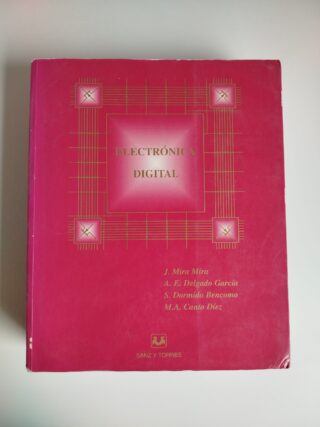 ELECTRÓNICA
DIGITAL
J. Mira Mira
A. E. Delgado García
S. Dormido Bencomo
M.A. Canto Díez
SANZ Y TORRES